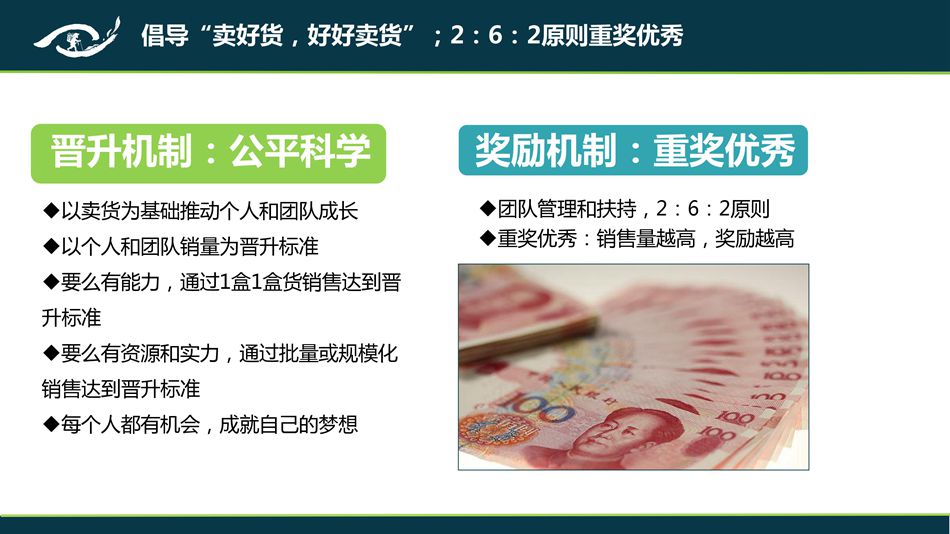 倡导“卖好货，好好卖货”；2：6：2原则重奖优秀
晋升机制：公平科学
◆以卖货为基础推动个人和团队成长
◆以个人和团队销量为晋升标准
◆要么有能力，通过1盒1盒货销售达到晋
升标准
◆要么有资源和实力，通过批量或规模化
销售达到晋升标准
◆每个人都有机会，成就自己的梦想
奖励机制：重奖优秀
◆团队管理和扶持，2：6：2原则
◆重奖优秀：销售量越高，奖励越高
100
100
100